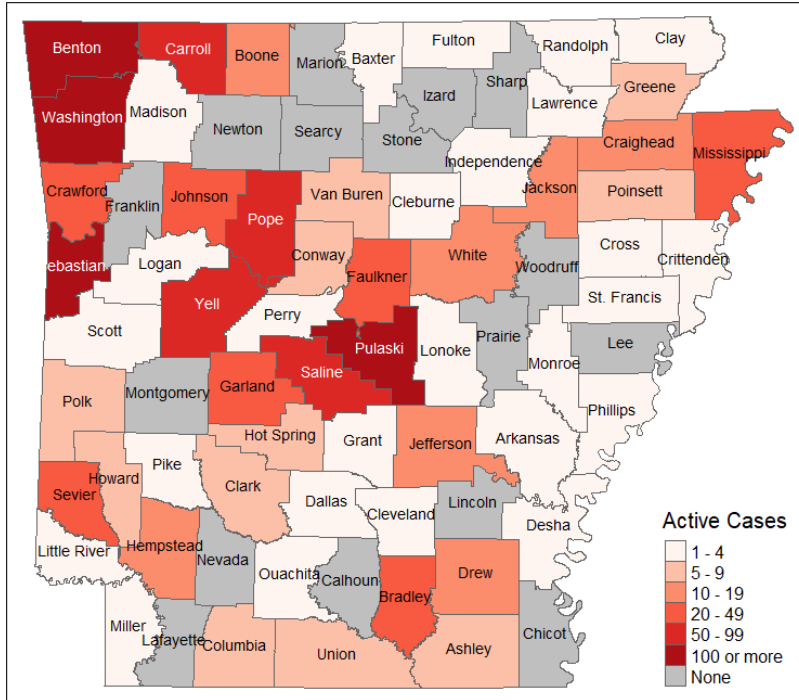 Benton
Carroll
Boone
Marion
Baxter
Fulton
Randolph
Clay
Washington
Madison
Newton
Searcy
Stone
Izard
Sharp
Lawrence
Greene
Independence
Craighead
Mississippi
Crawford
Franklin
Johnson
Pope
Van Buren
Cleburne
Jackson
Poinsett
ebastian
Logan
Conway
Faulkner
White
Woodruff
Cross
Crittenden
Yell
Perry
St. Francis
Scott
Pulaski
Lonoke
Prairie
Monroe
Lee
Saline
Garland
Montgomery
Polk
Phillips
Hot Spring
Grant
Jefferson
Arkansas
Howard
Pike
Clark
Sevier
Dallas
Cleveland
Lincoln
Desha
Little River
Hempstead
Nevada
Ouachita
Calhoun
Bradley
Drew
Miller
Lafayette
Columbia
Union
Ashley
Chicot
Active Cases
1 - 4
5 - 9
10 - 19
20 - 49
50 - 99
100 or more
None